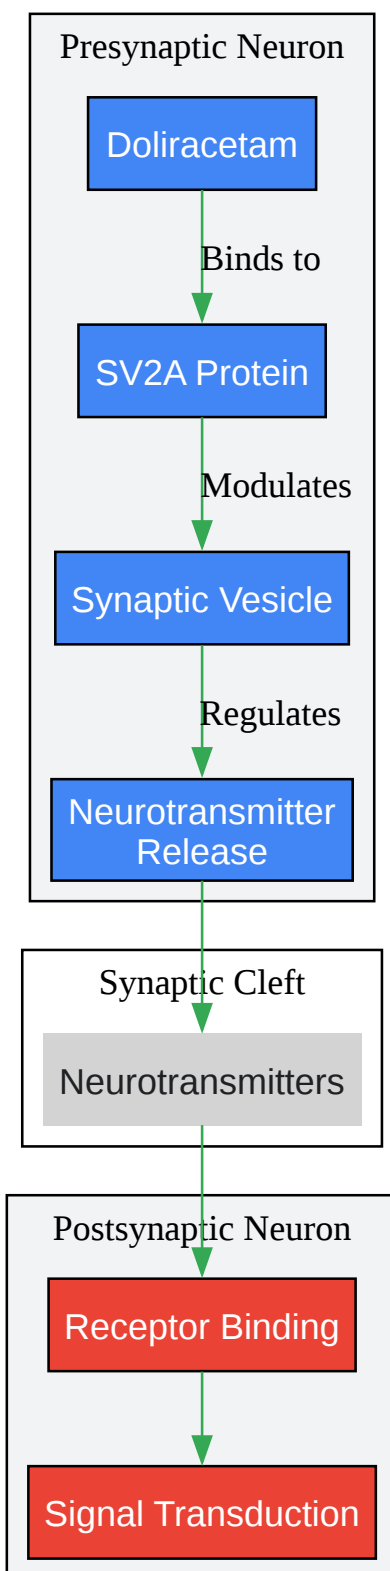 Presynaptic Neuron
Doliracetam
Binds to
SV2A Protein
Modulates
Synaptic Vesicle
Regulates
Neurotransmitter
Release
Synaptic Cleft
Neurotransmitters
Postsynaptic Neuron
Receptor Binding
Signal Transduction